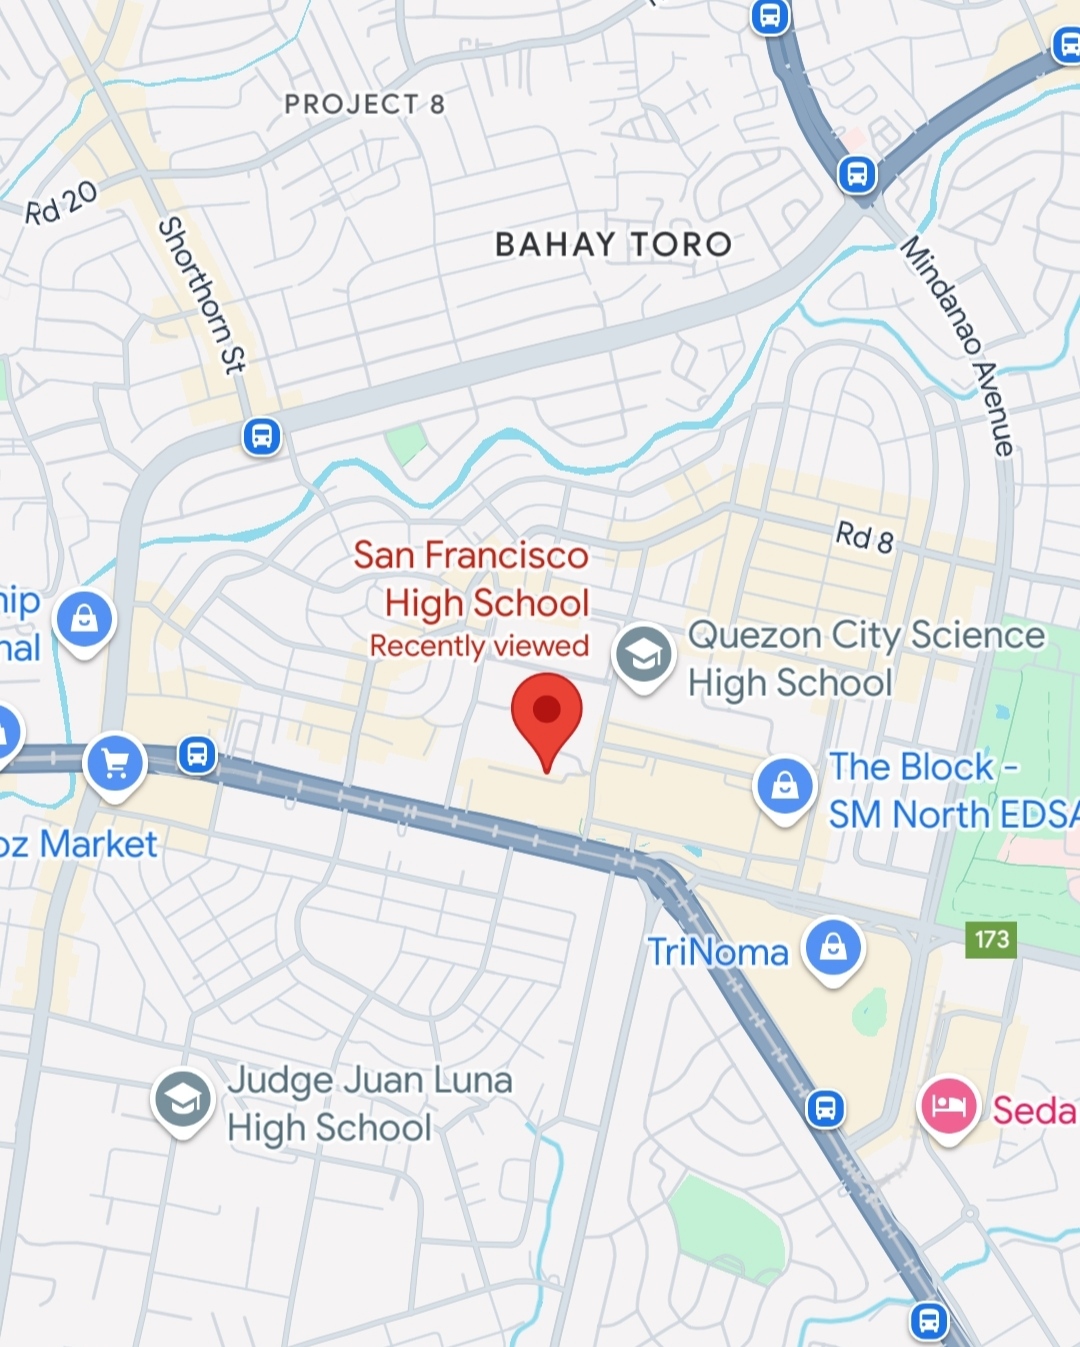 PROJECT 8
Rd 20
Shorthorn St
BAHAY TORO
Mindanao Avenue
Rd 8
San Francisco
High School
Recently viewed
Quezon City Science
High School
The Block -
SM North EDSA
TriNoma
173
Judge Juan Luna
High School
Seda
oz Market
nal